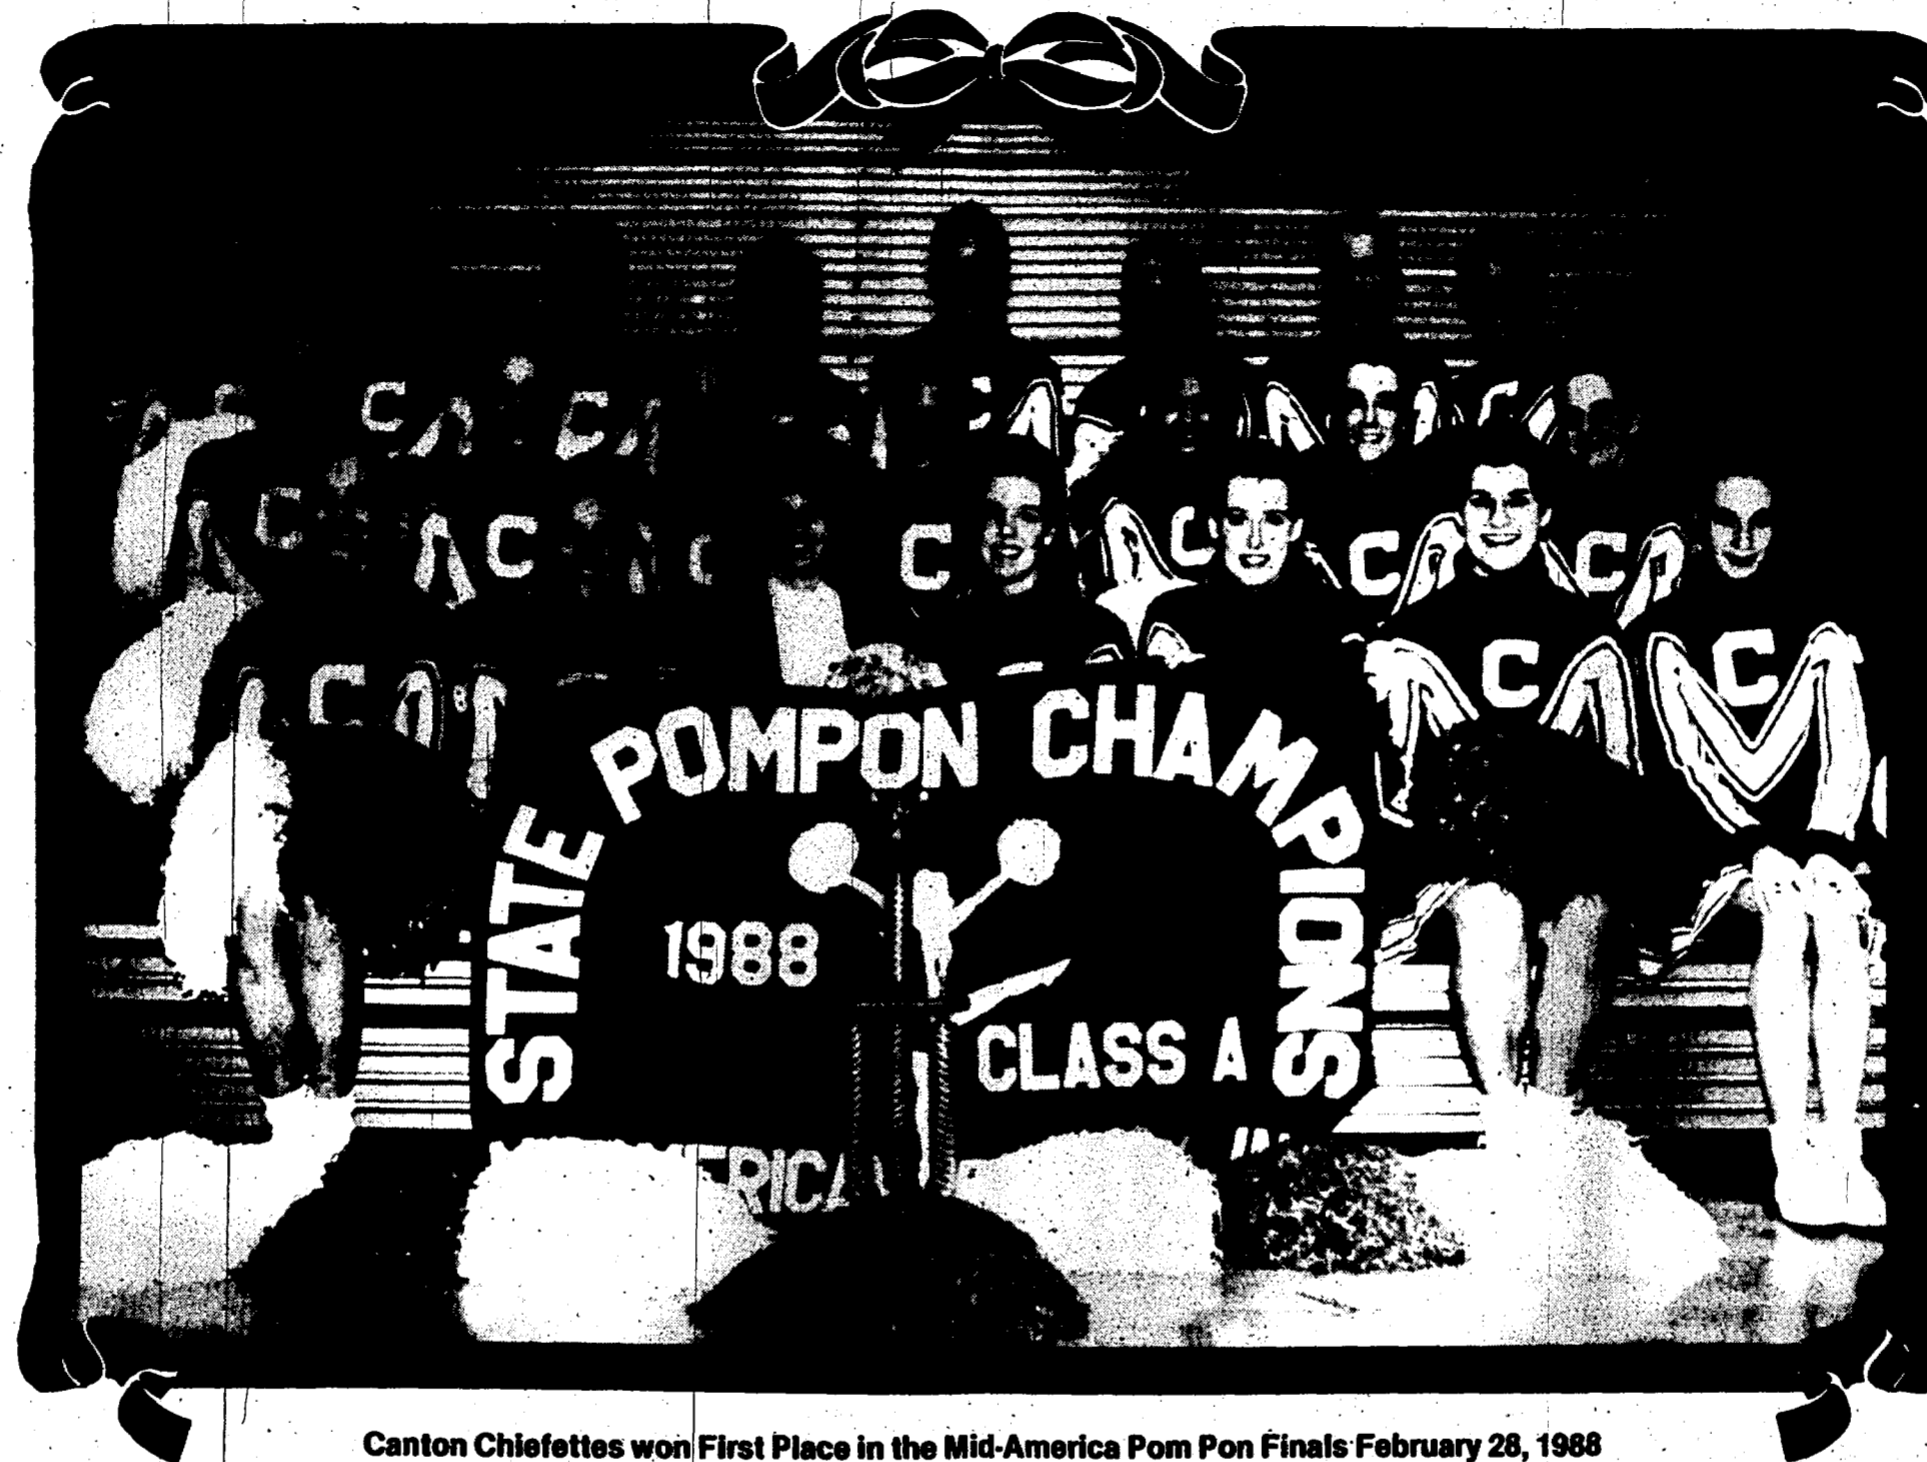 C C
C
C C C C C C C
C C C
STATE POMPON CHAMPIONS
1988
CLASS A
ERICA
Canton Chiefettes won First Place in the Mid-America Pom Pon Finals February 28, 1988